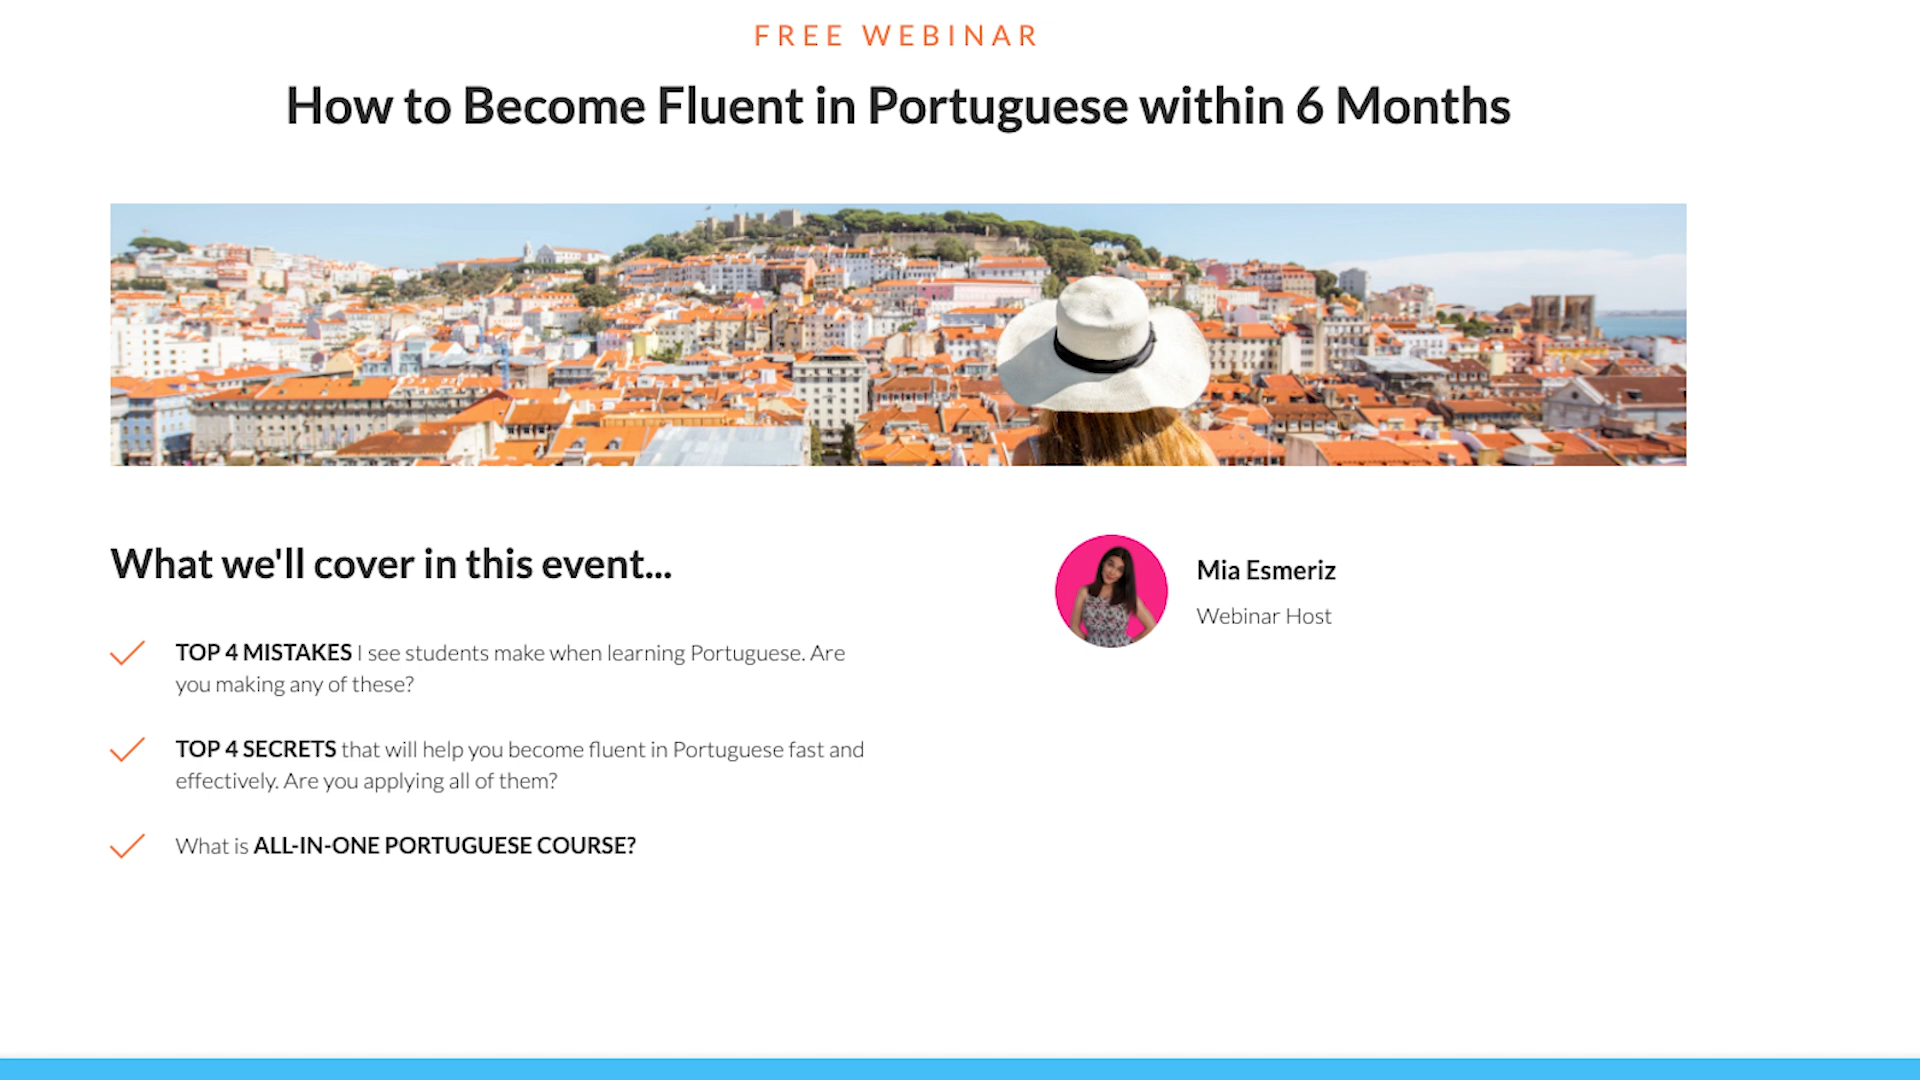 FREE WEBINAR
How to Become Fluent in Portuguese within 6 Months
What we'll cover in this event...
TOP 4 MISTAKES I see students make when learning Portuguese. Are
you making any of these?
TOP 4 SECRETS that will help you become fluent in Portuguese fast and
effectively. Are you applying all of them?
What is ALL-IN-ONE PORTUGUESE COURSE?
Mia Esmeriz
Webinar Host